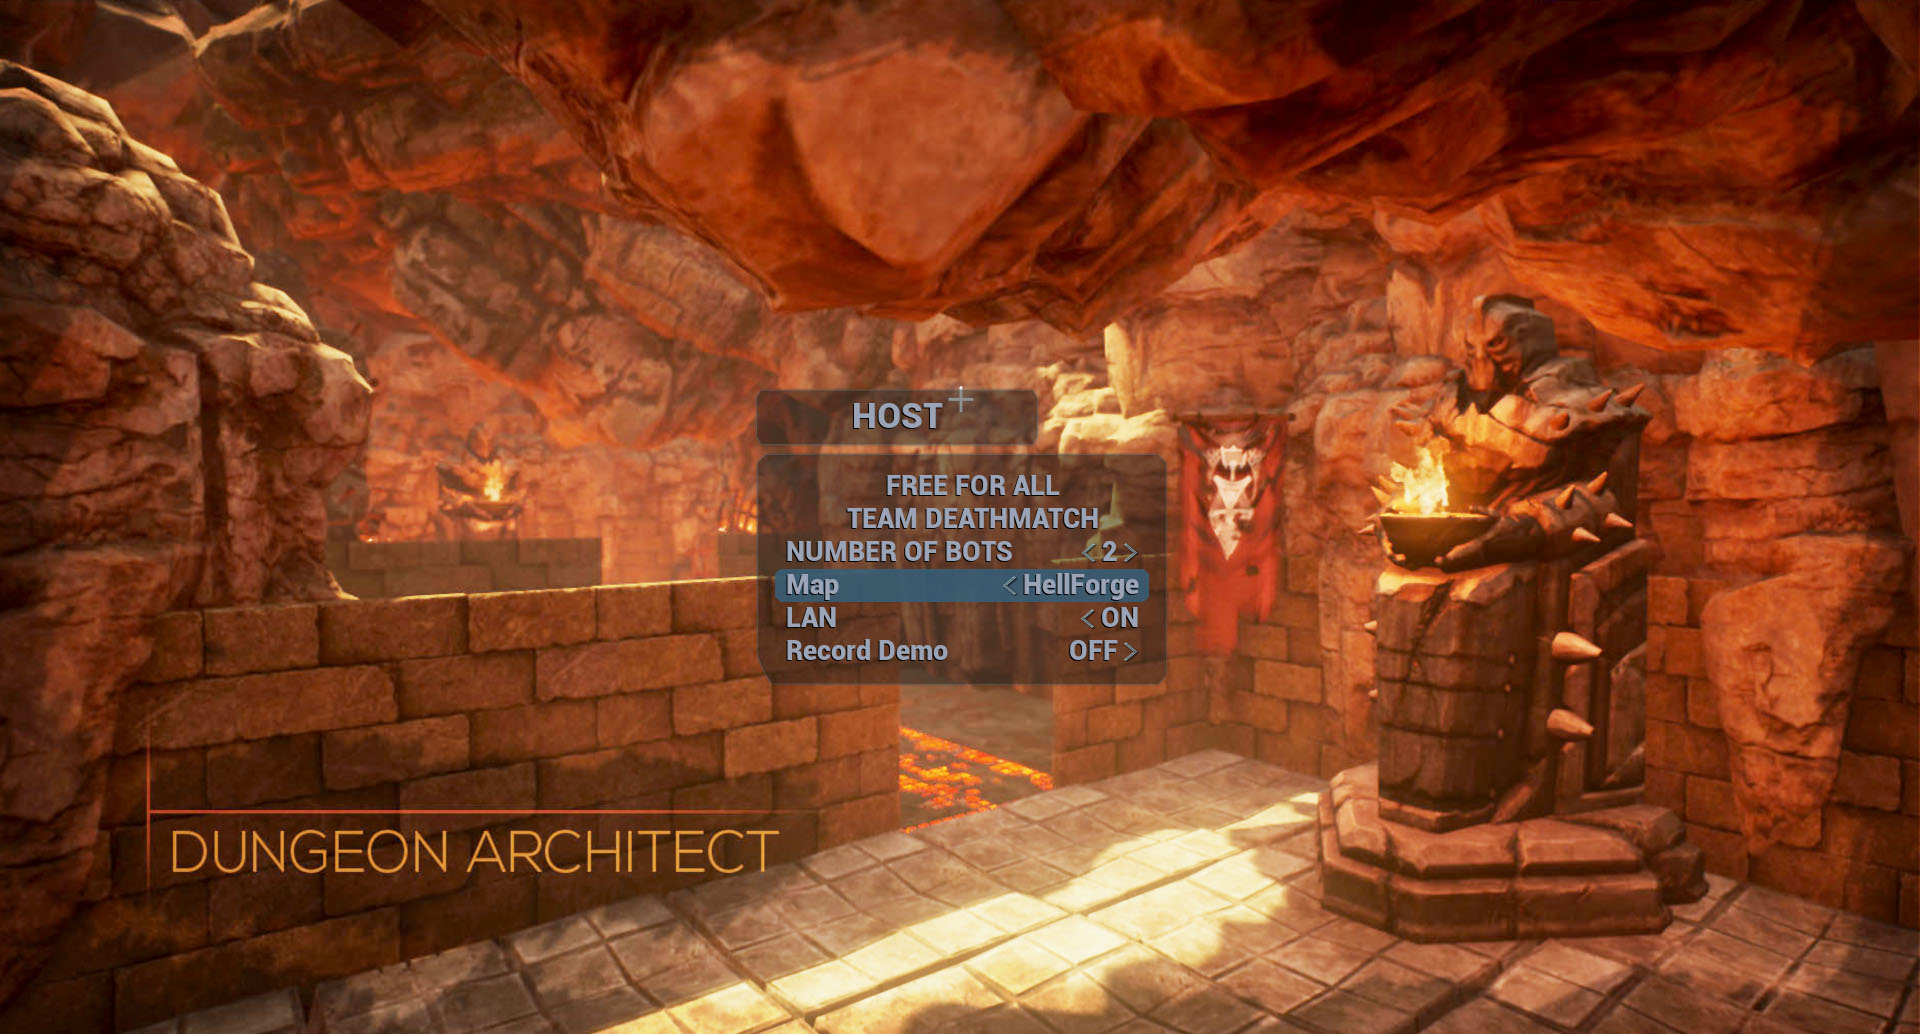 HOST
FREE FOR ALL
TEAM DEATHMATCH
NUMBER OF BOTS < 2 >
Map < HellForge
LAN < ON
Record Demo OFF >
DUNGEON ARCHITECT